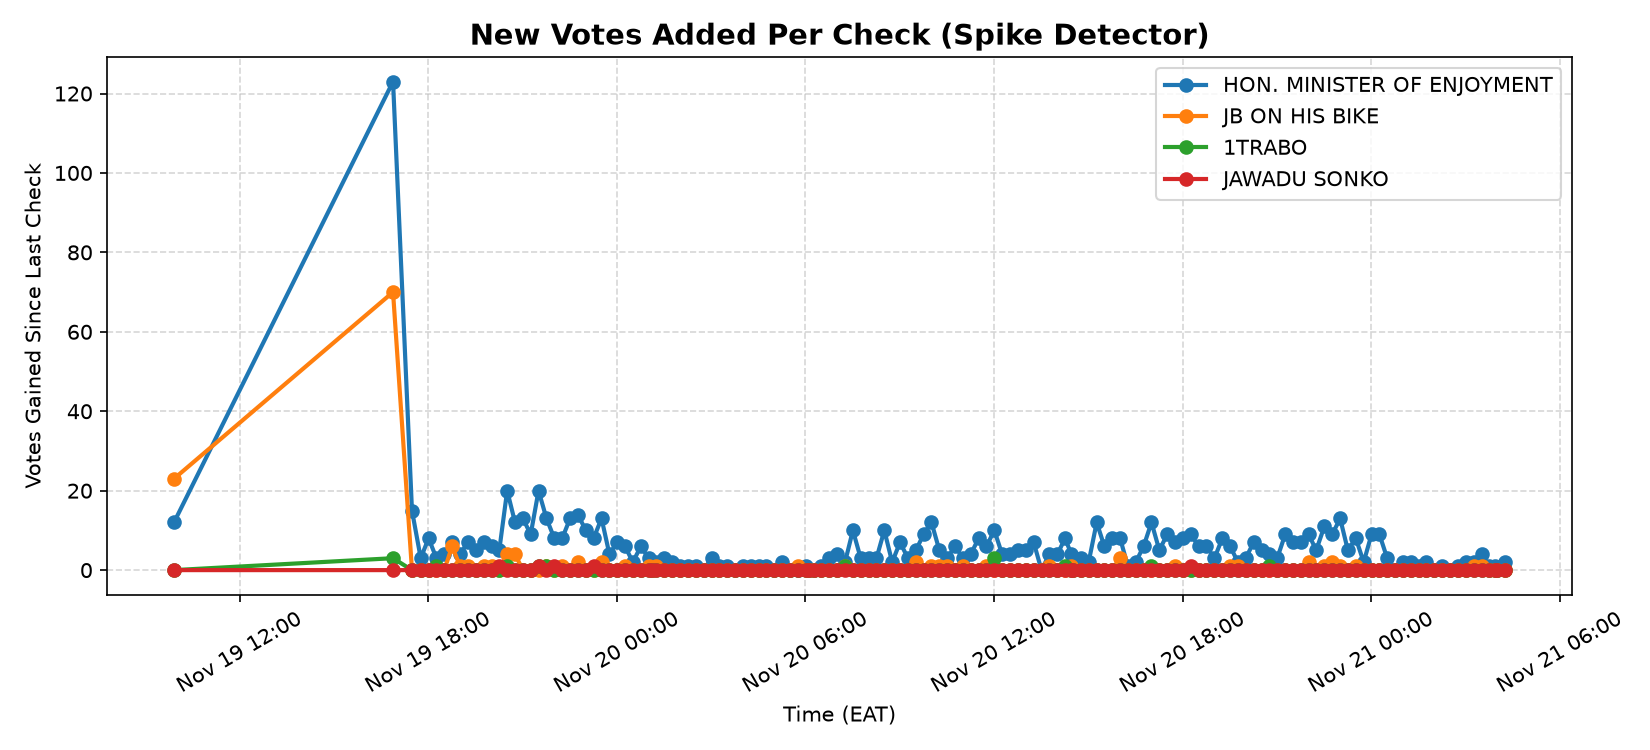 New Votes Added Per Check (Spike Detector)
HON. MINISTER OF ENJOYMENT
JB ON HIS BIKE
1TRABO
JAWADU SONKO
Votes Gained Since Last Check
120
100
80
60
40
20
0
Nov 19 12:00
Nov 19 18:00
Nov 20 00:00
Nov 20 06:00
Nov 20 12:00
Nov 20 18:00
Nov 21 00:00
Nov 21 06:00
Time (EAT)